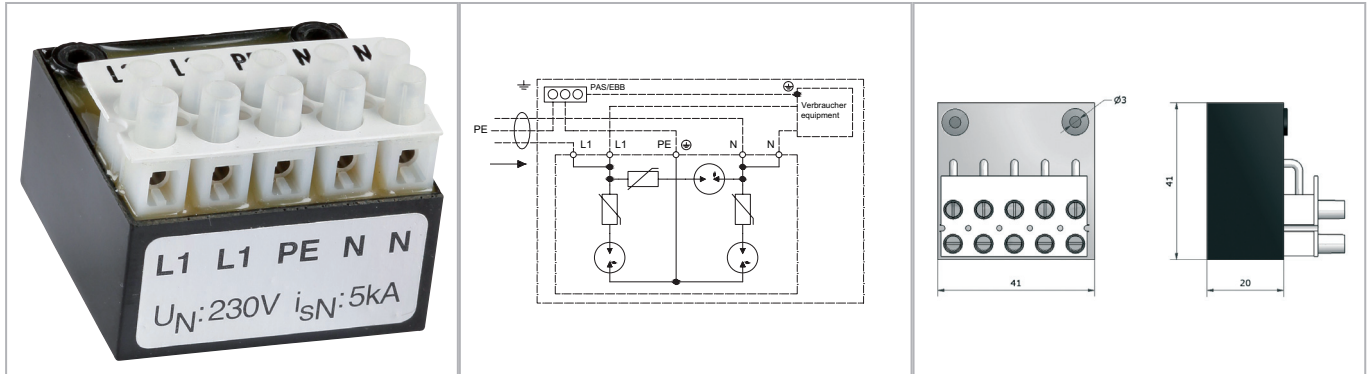 L1 L1 PE N N
L1 L1 PE N N
UN:230V isN:5kA
PAS/EBB
Verbraucher
equipment
PE
L1 L1 PE N N
Ø3
41
41
20